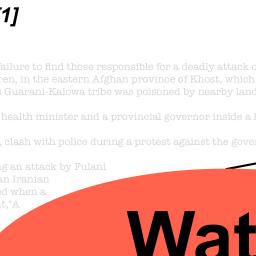 [1]
failure to find those responsible for a deadly attack o
ren, in the eastern Afghan province of Khost, which
s Guarani-Kaiowa tribe was poisoned by nearby land
health minister and a provincial governor inside a
, clash with police during a protest against the gove
ng an attack by Fulani
an Iranian
ed when a
it,"A
Wat